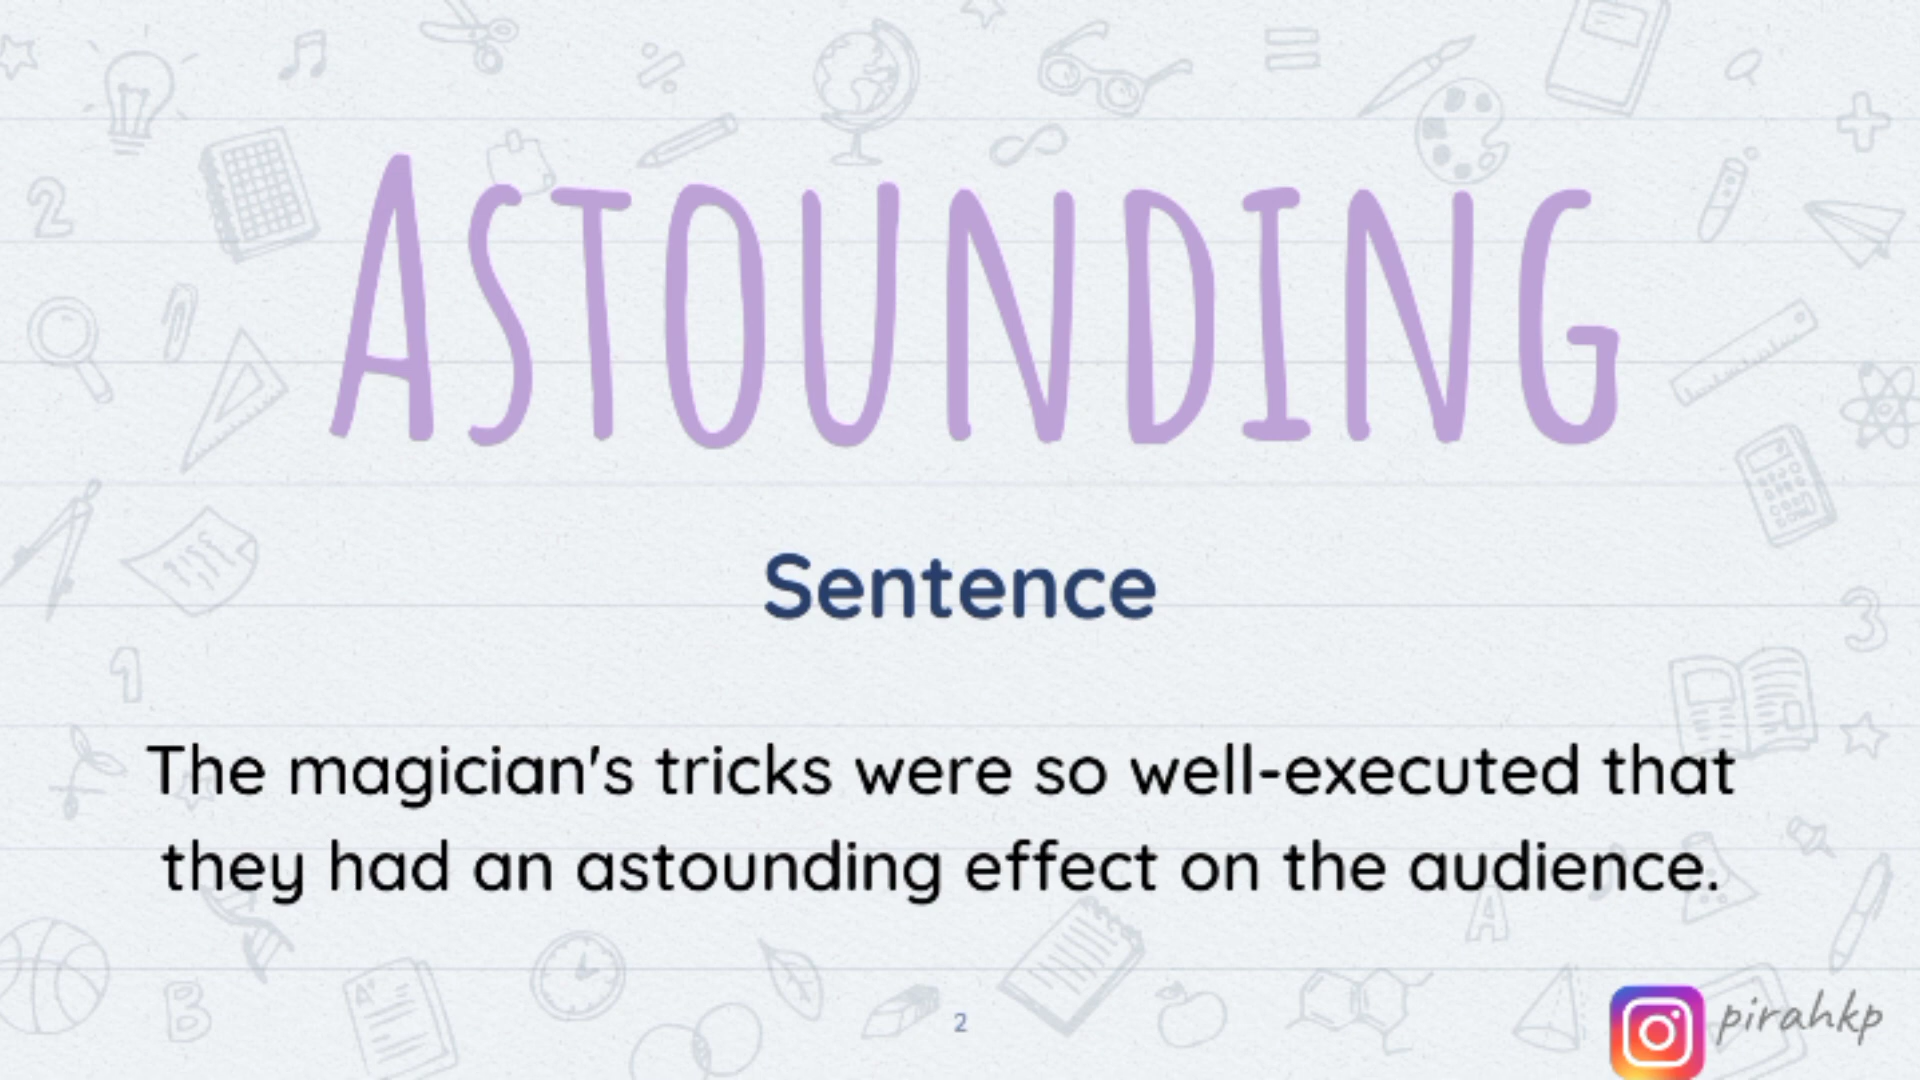 ASTOUNDING
Sentence
The magician's tricks were so well-executed that
they had an astounding effect on the audience.
2
pirahkp